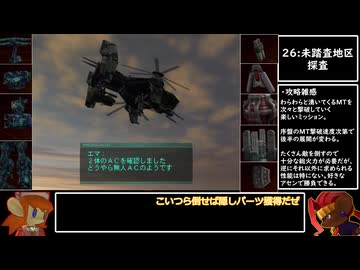 26:未踏査地区
探査
・攻略雑感
わらわらと湧いてくるMTを
次々と撃破していく
楽しいミッション。
序盤のMT撃破速度次第で
後半の展開が変わる。
たくさん敵を倒すので
十分な総火力が必要だが、
逆にそれ以外に求められる
性能は特にない。好きな
アセンで勝負できる。
エマ:
2体のACを確認しました
どうやら無人ACのようです
こいつら倒せば隠しパーツ獲得だぜ